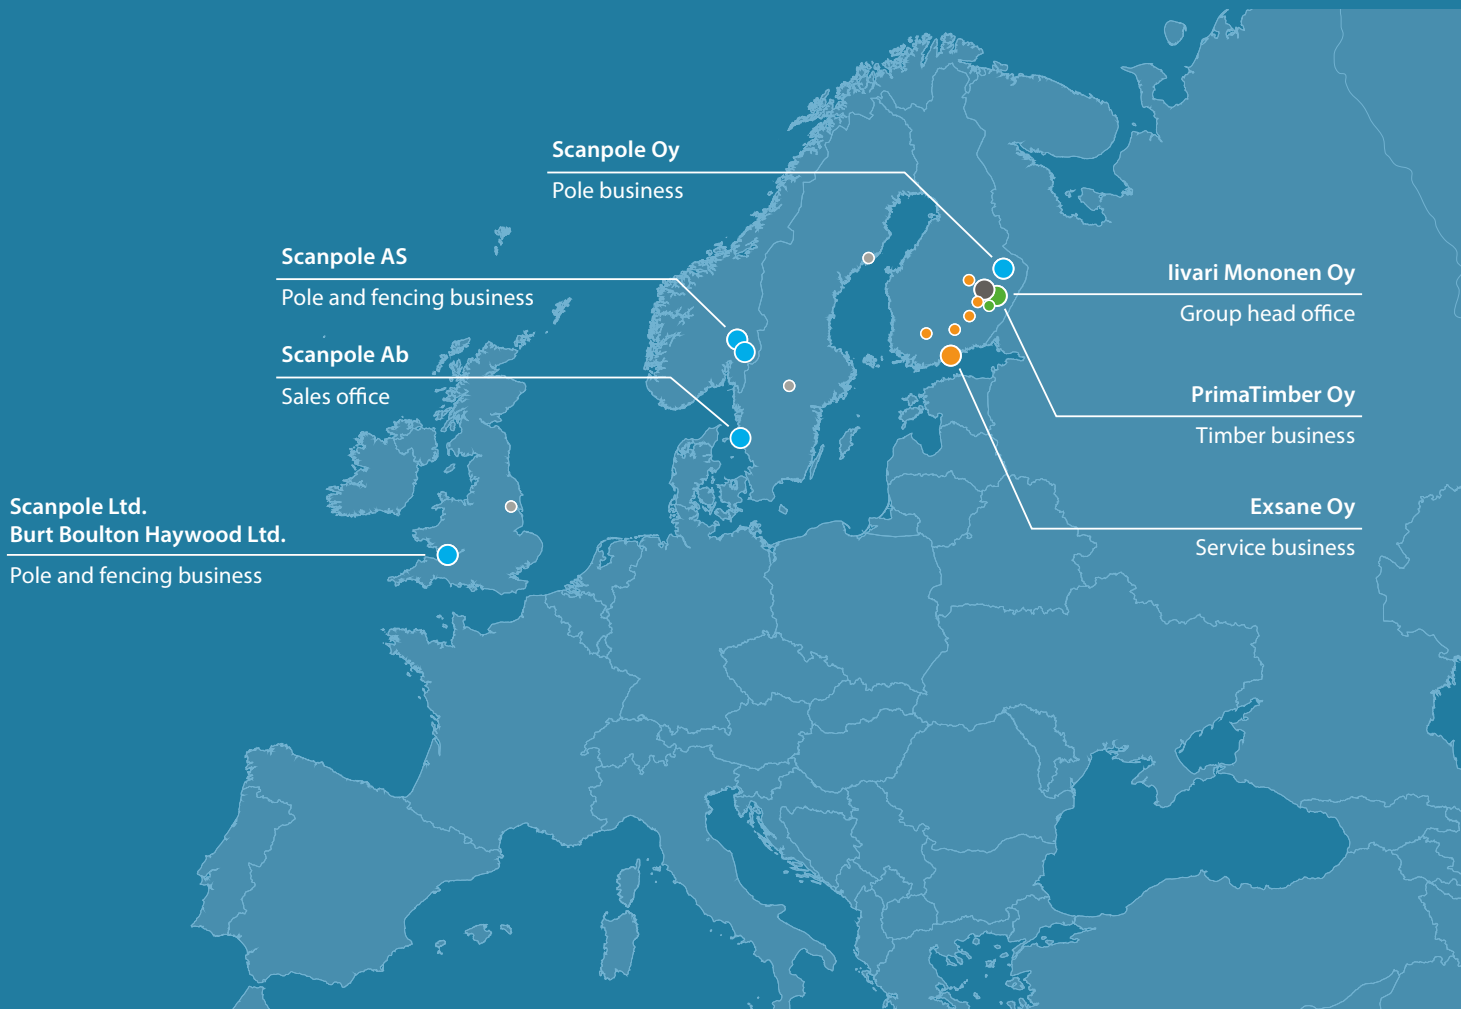 Scanpole Oy
Pole business
Scanpole AS
Pole and fencing business
Scanpole Ab
Sales office
Scanpole Ltd.
Burt Boulton Haywood Ltd.
Pole and fencing business
Iivari Mononen Oy
Group head office
PrimaTimber Oy
Timber business
Exsane Oy
Service business